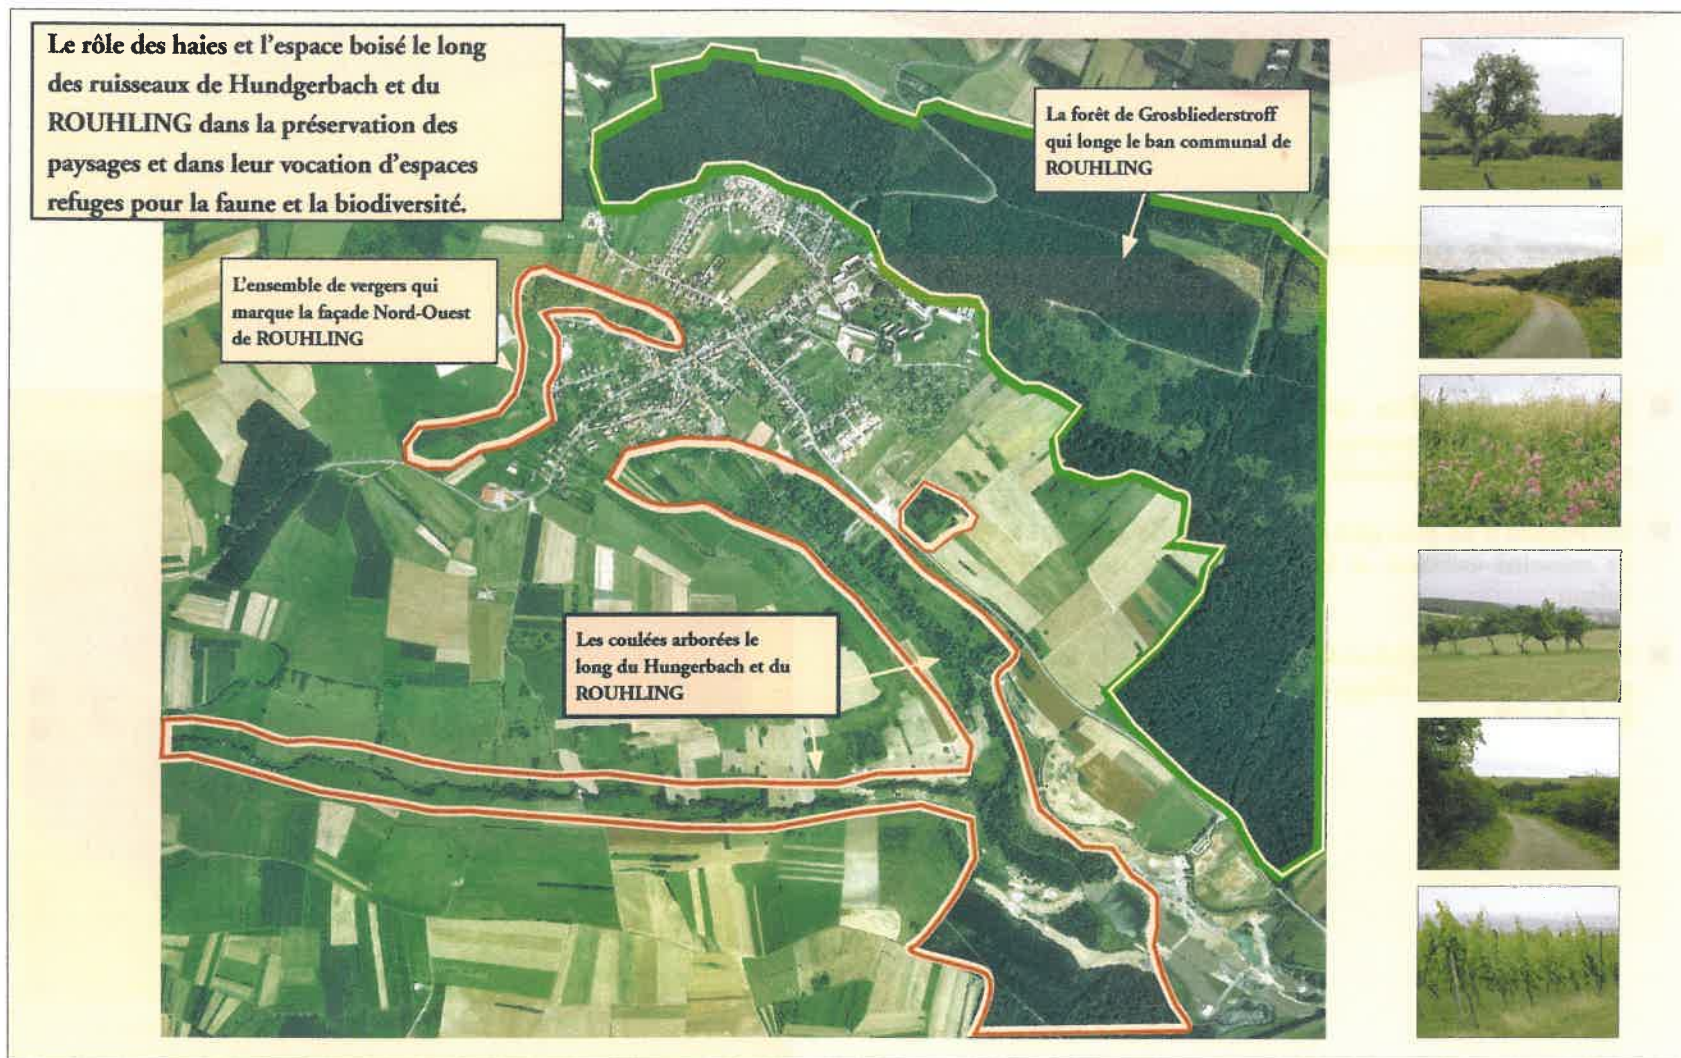 Le rôle des haies et l'espace boisé le long
des ruisseaux de Hundgerbach et du
ROUHLING dans la préservation des
paysages et dans leur vocation d'espaces
refuges pour la faune et la biodiversité.
La forêt de Grosbliederstroff
qui longe le ban communal de
ROUHLING
L'ensemble de vergers qui
marque la façade Nord-Ouest
de ROUHLING
Les coulées arborées le
long du Hungerbach et du
ROUHLING